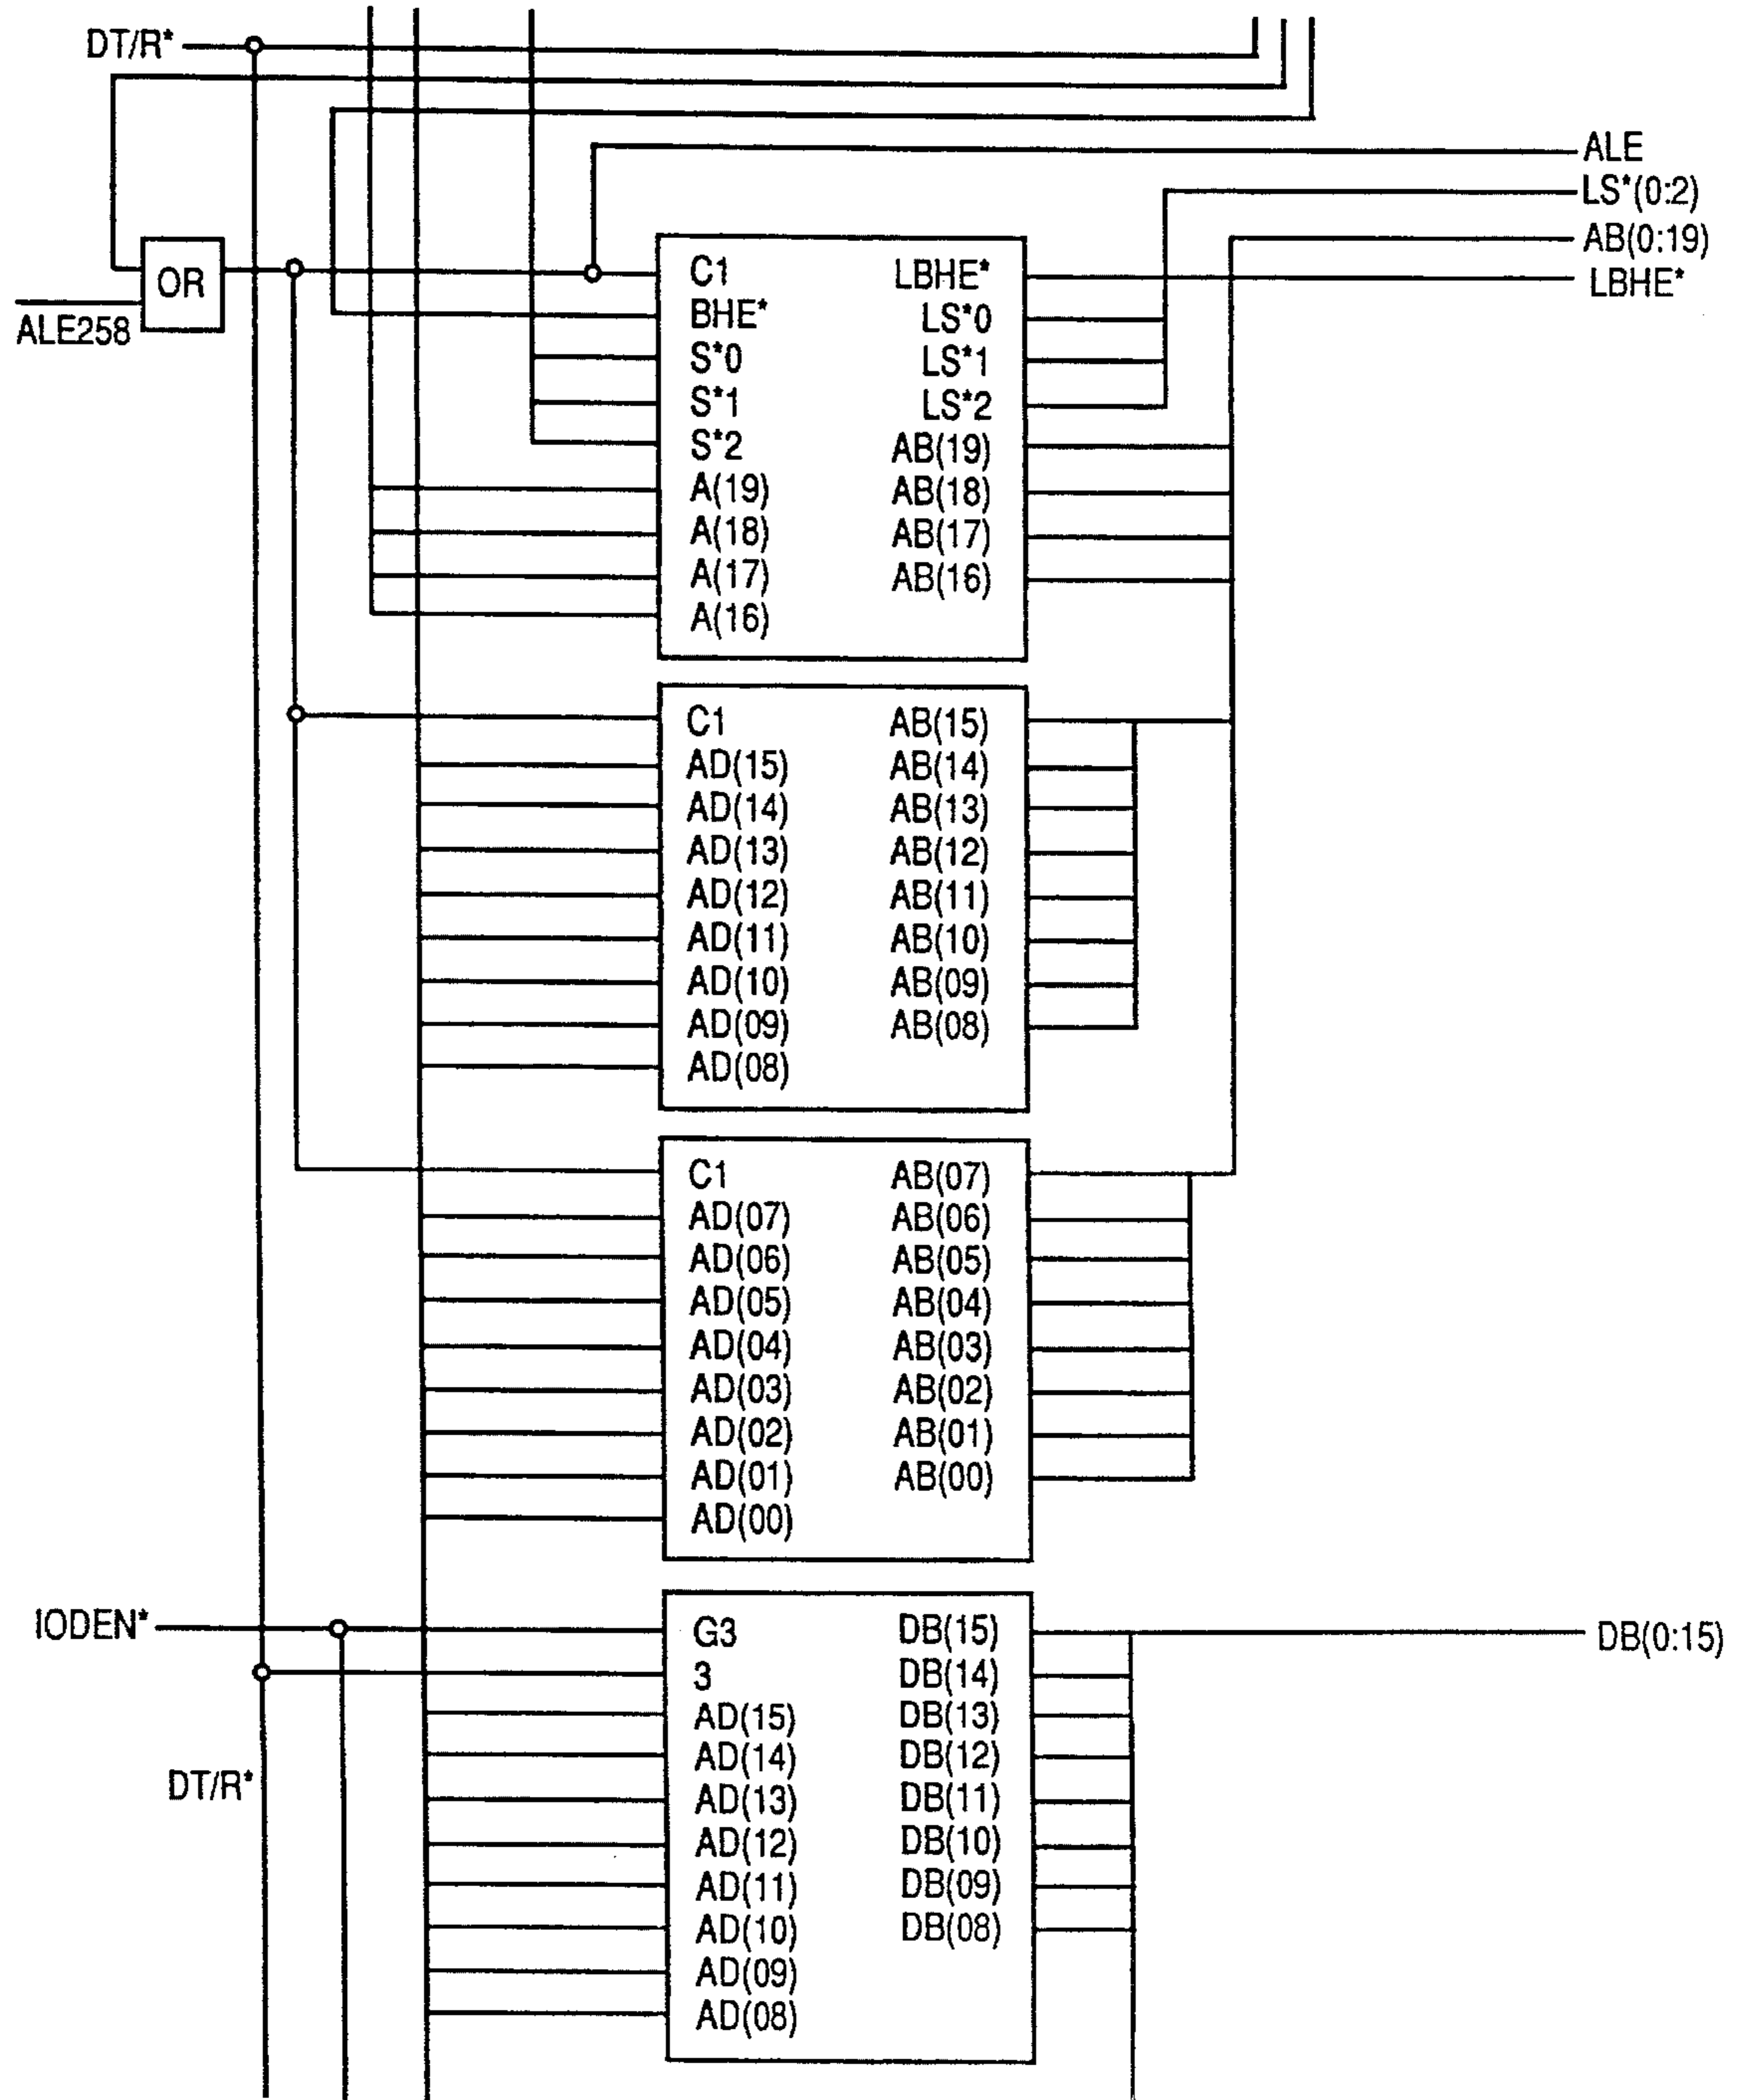 DT/R*
ALE
LS*(0:2)
AB(0:19)
LBHE*
OR
ALE258
C1 LBHE*
BHE* LS*0
S*0 LS*1
S*1 LS*2
S*2 AB(19)
A(19) AB(18)
A(18) AB(17)
A(17) AB(16)
A(16)
C1 AB(15)
AD(15) AB(14)
AD(14) AB(13)
AD(13) AB(12)
AD(12) AB(11)
AD(11) AB(10)
AD(10) AB(09)
AD(09) AB(08)
AD(08)
C1 AB(07)
AD(07) AB(06)
AD(06) AB(05)
AD(05) AB(04)
AD(04) AB(03)
AD(03) AB(02)
AD(02) AB(01)
AD(01) AB(00)
AD(00)
IODEN*
G3 DB(15)
DB(0:15)
3 DB(14)
AD(15) DB(13)
AD(14) DB(12)
DT/R*
AD(13) DB(11)
AD(12) DB(10)
AD(11) DB(09)
AD(10) DB(08)
AD(09)
AD(08)